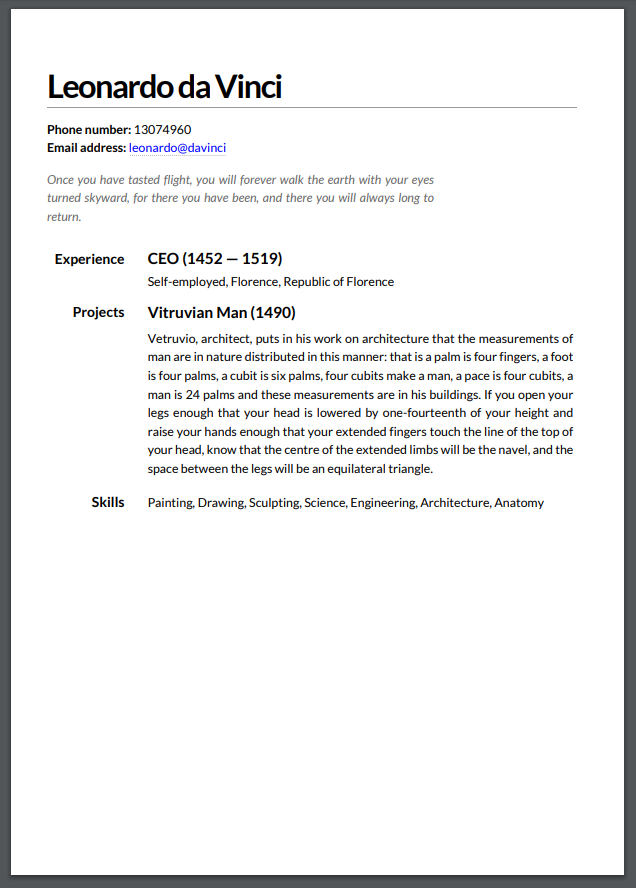 Leonardo da Vinci
Phone number: 13074960
Email address: leonardo@davinci
Once you have tasted flight, you will forever walk the earth with your eyes
turned skyward, for there you have been, and there you will always long to
return.
Experience CEO (1452 — 1519)
Self-employed, Florence, Republic of Florence
Projects Vitruvian Man (1490)
Vetruvio, architect, puts in his work on architecture that the measurements of
man are in nature distributed in this manner: that is a palm is four fingers, a foot
is four palms, a cubit is six palms, four cubits make a man, a pace is four cubits, a
man is 24 palms and these measurements are in his buildings. If you open your
legs enough that your head is lowered by one-fourteenth of your height and
raise your hands enough that your extended fingers touch the line of the top of
your head, know that the centre of the extended limbs will be the navel, and the
space between the legs will be an equilateral triangle.
Skills Painting, Drawing, Sculpting, Science, Engineering, Architecture, Anatomy